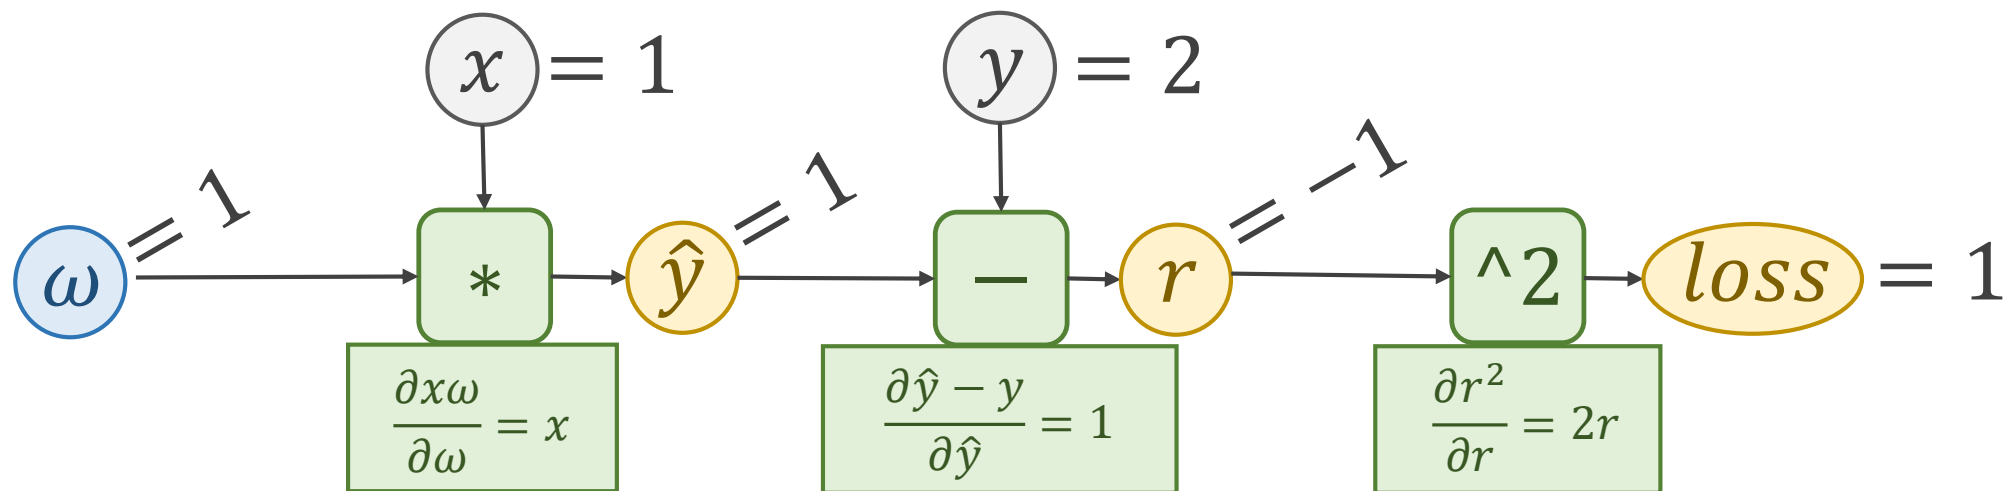 x = 1
y = 2
ω = 1
*
ŷ = 1
−
r = −1
^2
loss = 1
∂xω/∂ω = x
∂ŷ − y/∂ŷ = 1
∂r²/∂r = 2r